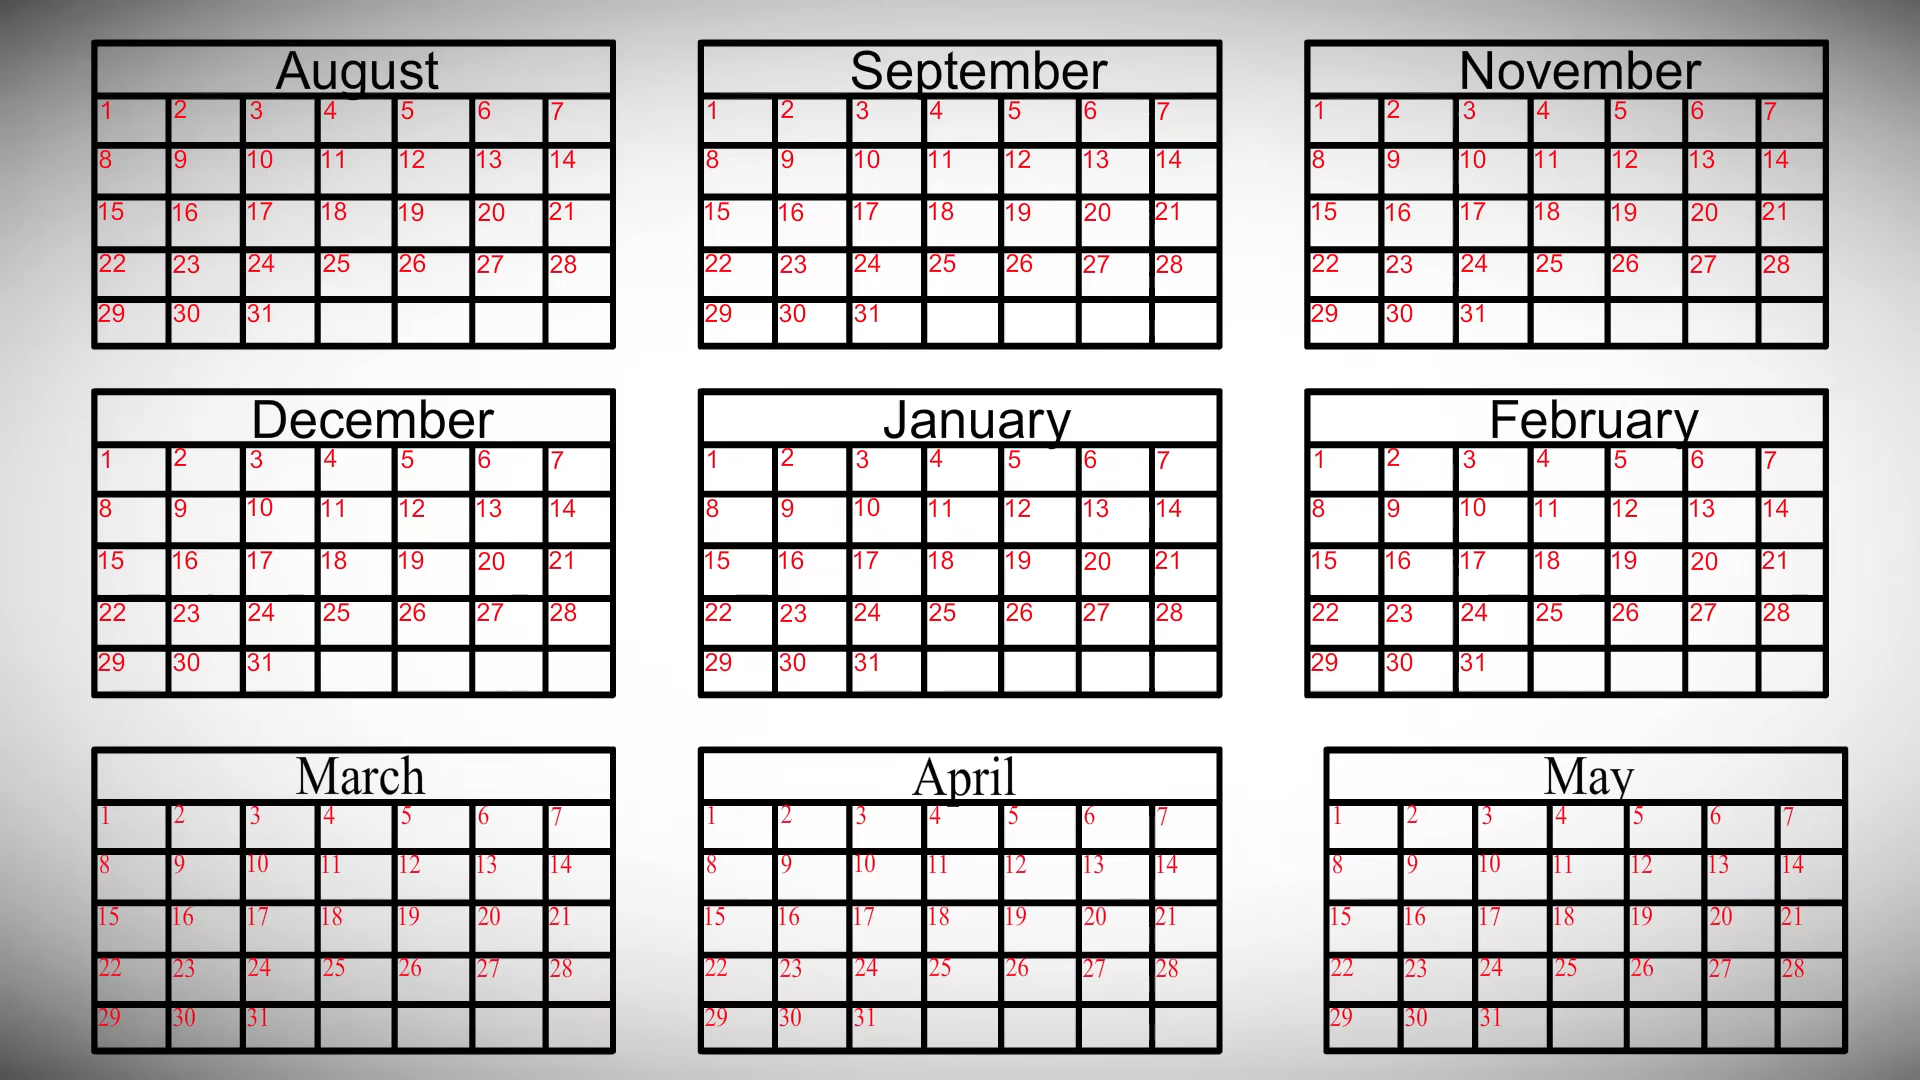 August
1 2 3 4 5 6 7
8 9 10 11 12 13 14
15 16 17 18 19 20 21
22 23 24 25 26 27 28
29 30 31
September
1 2 3 4 5 6 7
8 9 10 11 12 13 14
15 16 17 18 19 20 21
22 23 24 25 26 27 28
29 30 31
November
1 2 3 4 5 6 7
8 9 10 11 12 13 14
15 16 17 18 19 20 21
22 23 24 25 26 27 28
29 30 31
December
1 2 3 4 5 6 7
8 9 10 11 12 13 14
15 16 17 18 19 20 21
22 23 24 25 26 27 28
29 30 31
January
1 2 3 4 5 6 7
8 9 10 11 12 13 14
15 16 17 18 19 20 21
22 23 24 25 26 27 28
29 30 31
February
1 2 3 4 5 6 7
8 9 10 11 12 13 14
15 16 17 18 19 20 21
22 23 24 25 26 27 28
29 30 31
March
1 2 3 4 5 6 7
8 9 10 11 12 13 14
15 16 17 18 19 20 21
22 23 24 25 26 27 28
29 30 31
April
1 2 3 4 5 6 7
8 9 10 11 12 13 14
15 16 17 18 19 20 21
22 23 24 25 26 27 28
29 30 31
May
1 2 3 4 5 6 7
8 9 10 11 12 13 14
15 16 17 18 19 20 21
22 23 24 25 26 27 28
29 30 31